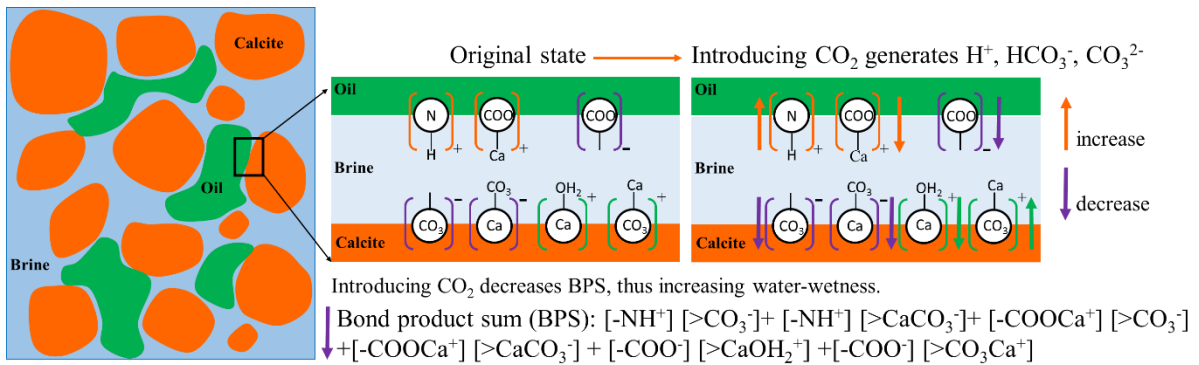 Calcite
Oil
Brine
Original state
Introducing CO₂ generates H⁺, HCO₃⁻, CO₃²⁻
Oil
N
H
+
COO
Ca
+
COO
-
Brine
CO₃
-
CO₃
Ca
-
OH₂
Ca
+
Ca
CO₃
+
Calcite
Oil
N
H
+
COO
Ca
+
COO
-
Brine
CO₃
-
CO₃
Ca
-
OH₂
Ca
+
Ca
CO₃
+
Calcite
increase
decrease
Introducing CO₂ decreases BPS, thus increasing water-wetness.
Bond product sum (BPS): [-NH⁺] [>CO₃⁻]+ [-NH⁺] [>CaCO₃⁻]+ [-COOCa⁺] [>CO₃⁻]
+[-COOCa⁺] [>CaCO₃⁻] + [-COO⁻] [>CaOH₂⁺] +[-COO⁻] [>CO₃Ca⁺]